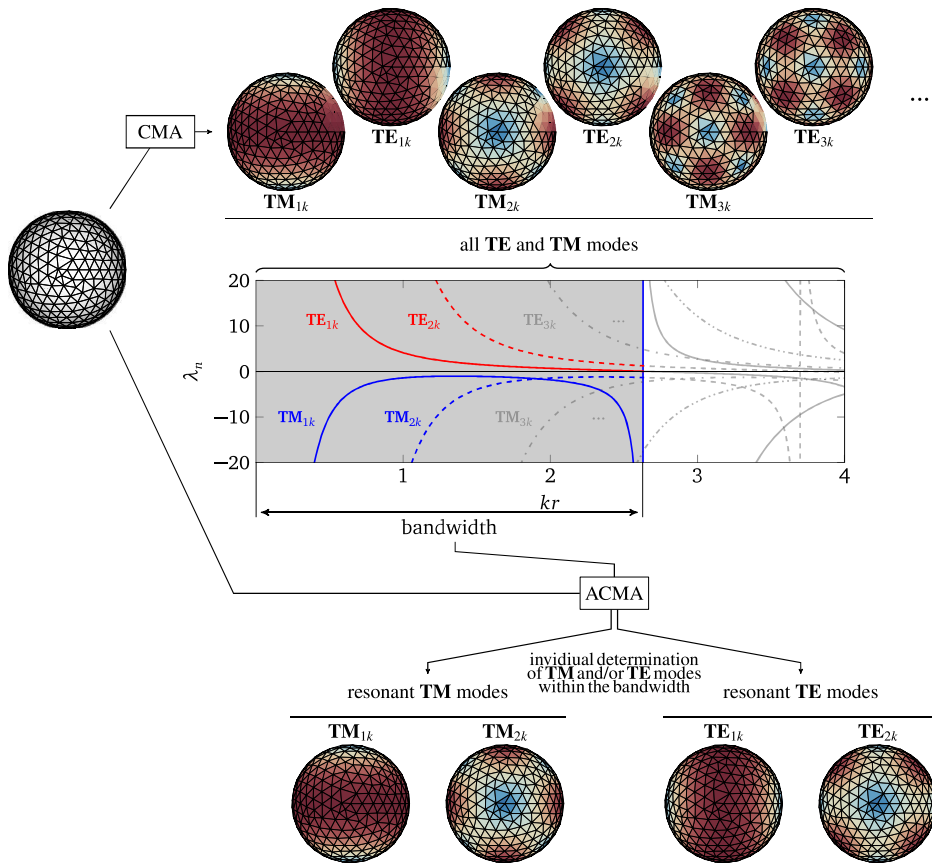 CMA
...
TE1k
TE2k
TE3k
TM1k
TM2k
TM3k
all TE and TM modes
20
10
0
−10
−20
λn
TE1k
TE2k
TE3k
...
TM1k
TM2k
TM3k
...
1
2
3
4
kr
bandwidth
ACMA
invidiual determination
of TM and/or TE modes
within the bandwidth
resonant TM modes
resonant TE modes
TM1k
TM2k
TE1k
TE2k